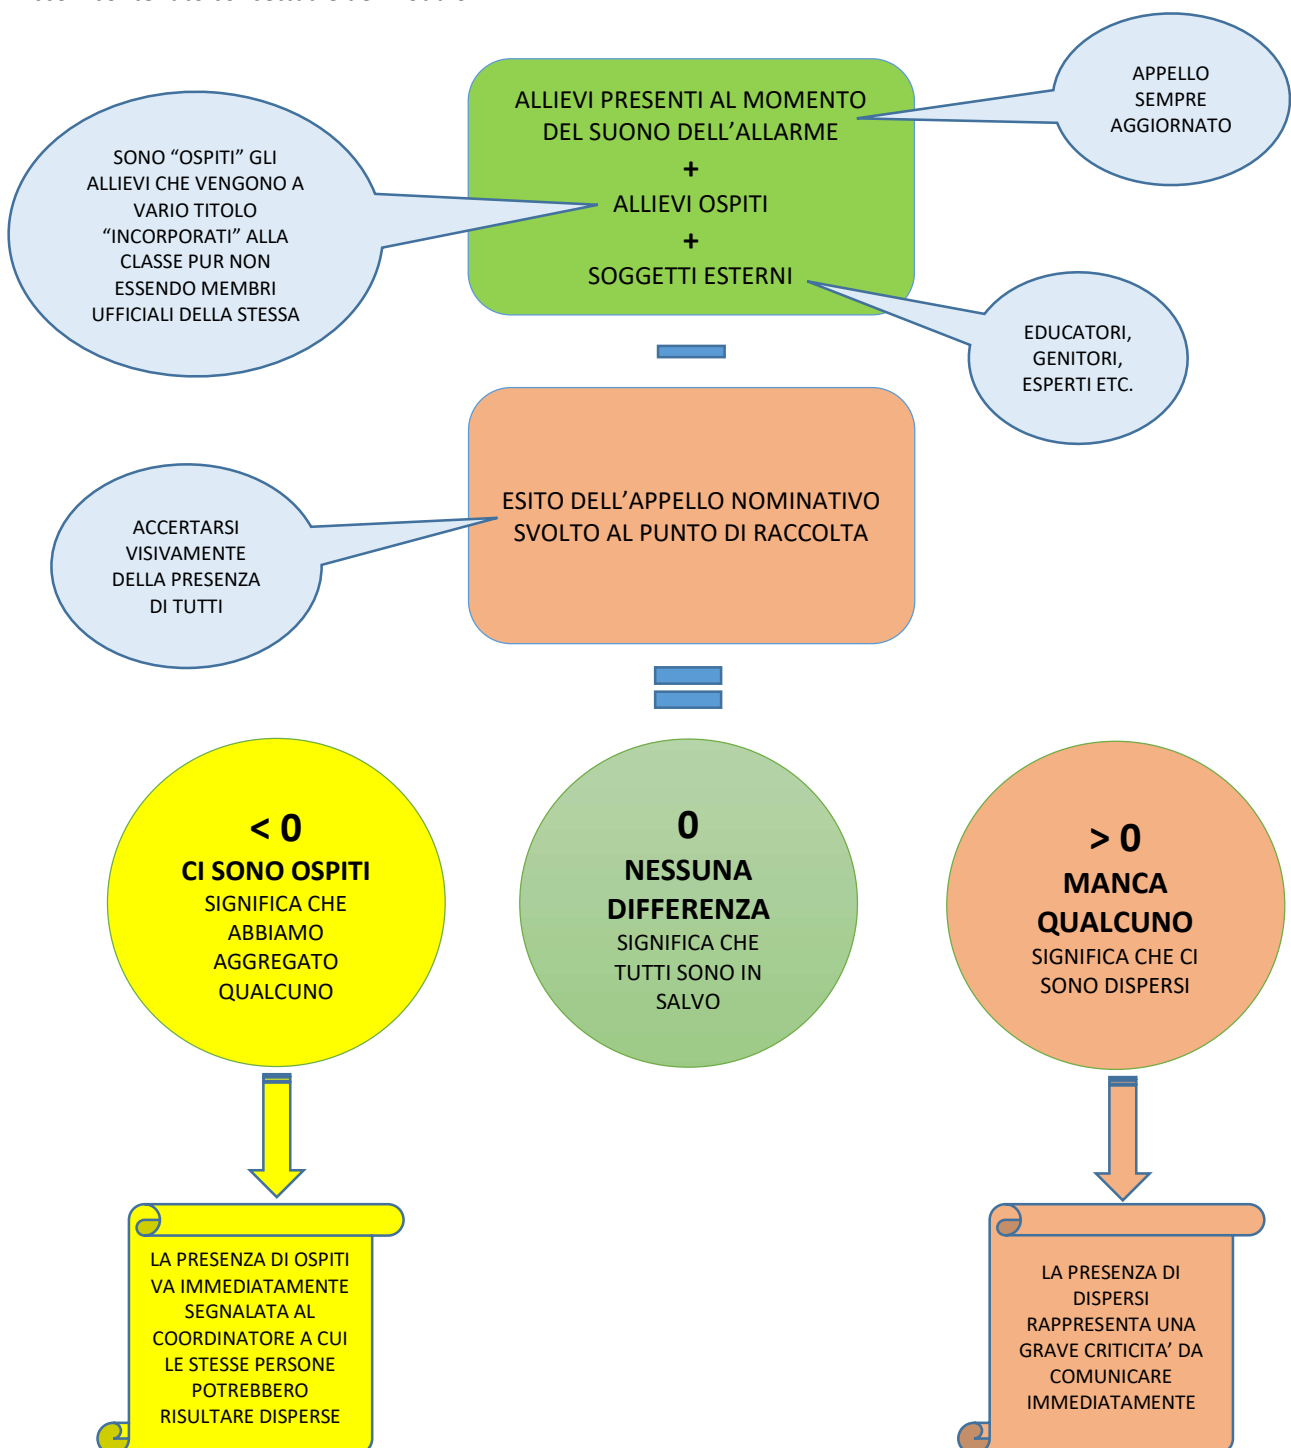 APPELLO
SEMPRE
AGGIORNATO
ALLIEVI PRESENTI AL MOMENTO
DEL SUONO DELL’ALLARME
+
ALLIEVI OSPITI
+
SOGGETTI ESTERNI
SONO “OSPITI” GLI
ALLIEVI CHE VENGONO A
VARIO TITOLO
“INCORPORATI” ALLA
CLASSE PUR NON
ESSENDO MEMBRI
UFFICIALI DELLA STESSA
EDUCATORI,
GENITORI,
ESPERTI ETC.
ESITO DELL’APPELLO NOMINATIVO
SVOLTO AL PUNTO DI RACCOLTA
ACCERTARSI
VISIVAMENTE
DELLA PRESENZA
DI TUTTI
< 0
CI SONO OSPITI
SIGNIFICA CHE
ABBIAMO
AGGREGATO
QUALCUNO
0
NESSUNA
DIFFERENZA
SIGNIFICA CHE
TUTTI SONO IN
SALVO
> 0
MANCA
QUALCUNO
SIGNIFICA CHE CI
SONO DISPERSI
LA PRESENZA DI OSPITI
VA IMMEDIATAMENTE
SEGNALATA AL
COORDINATORE A CUI
LE STESSE PERSONE
POTREBBERO
RISULTARE DISPERSE
LA PRESENZA DI
DISPERSI
RAPPRESENTA UNA
GRAVE CRITICITA’ DA
COMUNICARE
IMMEDIATAMENTE